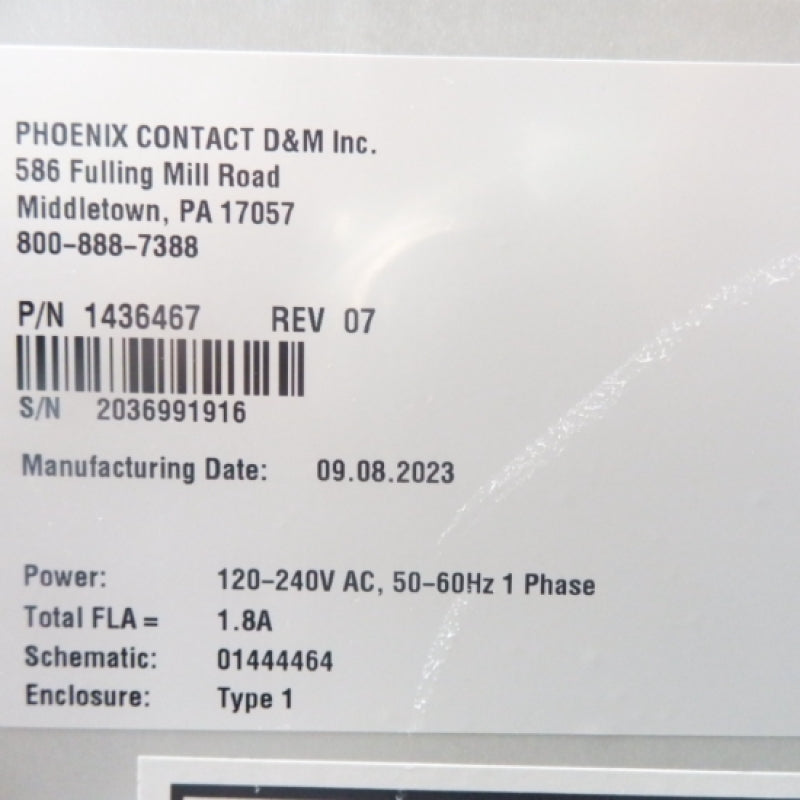 PHOENIX CONTACT D&M Inc.
586 Fulling Mill Road
Middletown, PA 17057
800-888-7388
P/N 1436467 REV 07
S/N 2036991916
Manufacturing Date: 09.08.2023
Power: 120-240V AC, 50-60Hz 1 Phase
Total FLA = 1.8A
Schematic: 01444464
Enclosure: Type 1